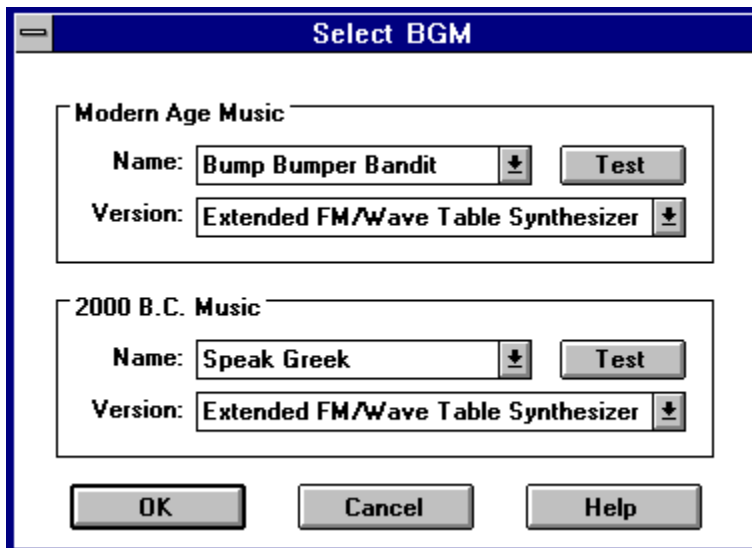 Select BGM
Modern Age Music
Name: Bump Bumper Bandit Test
Version: Extended FM/Wave Table Synthesizer
2000 B.C. Music
Name: Speak Greek Test
Version: Extended FM/Wave Table Synthesizer
OK Cancel Help